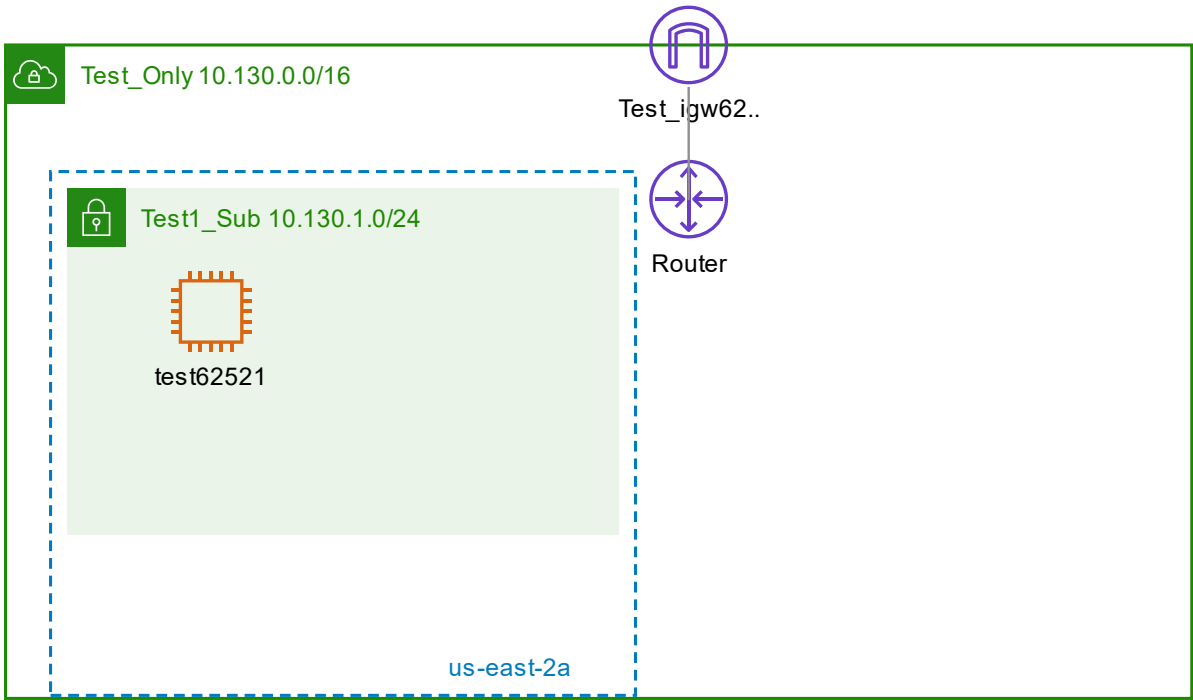 Test_Only 10.130.0.0/16
Test_igw62..
Test1_Sub 10.130.1.0/24
Router
test62521
us-east-2a